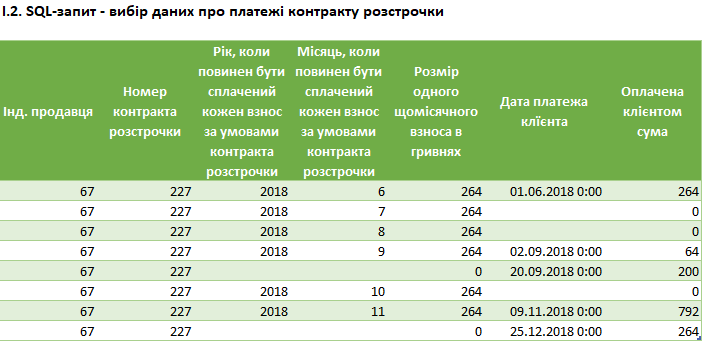 І.2. SQL-запит - вибір даних про платежі контракту розстрочки
Інд. продавця Номер контракта розстрочки Рік, коли повинен бути сплачений кожен взнос за умовами контракта розстрочки Місяць, коли повинен бути сплачений кожен взнос за умовами контракта розстрочки Розмір одного щомісячного взноса в гривнях Дата платежа клієнта Оплачена клієнтом сума
67 227 2018 6 264 01.06.2018 0:00 264
67 227 2018 7 264 0
67 227 2018 8 264 0
67 227 2018 9 264 02.09.2018 0:00 64
67 227 0 20.09.2018 0:00 200
67 227 2018 10 264 0
67 227 2018 11 264 09.11.2018 0:00 792
67 227 0 25.12.2018 0:00 264